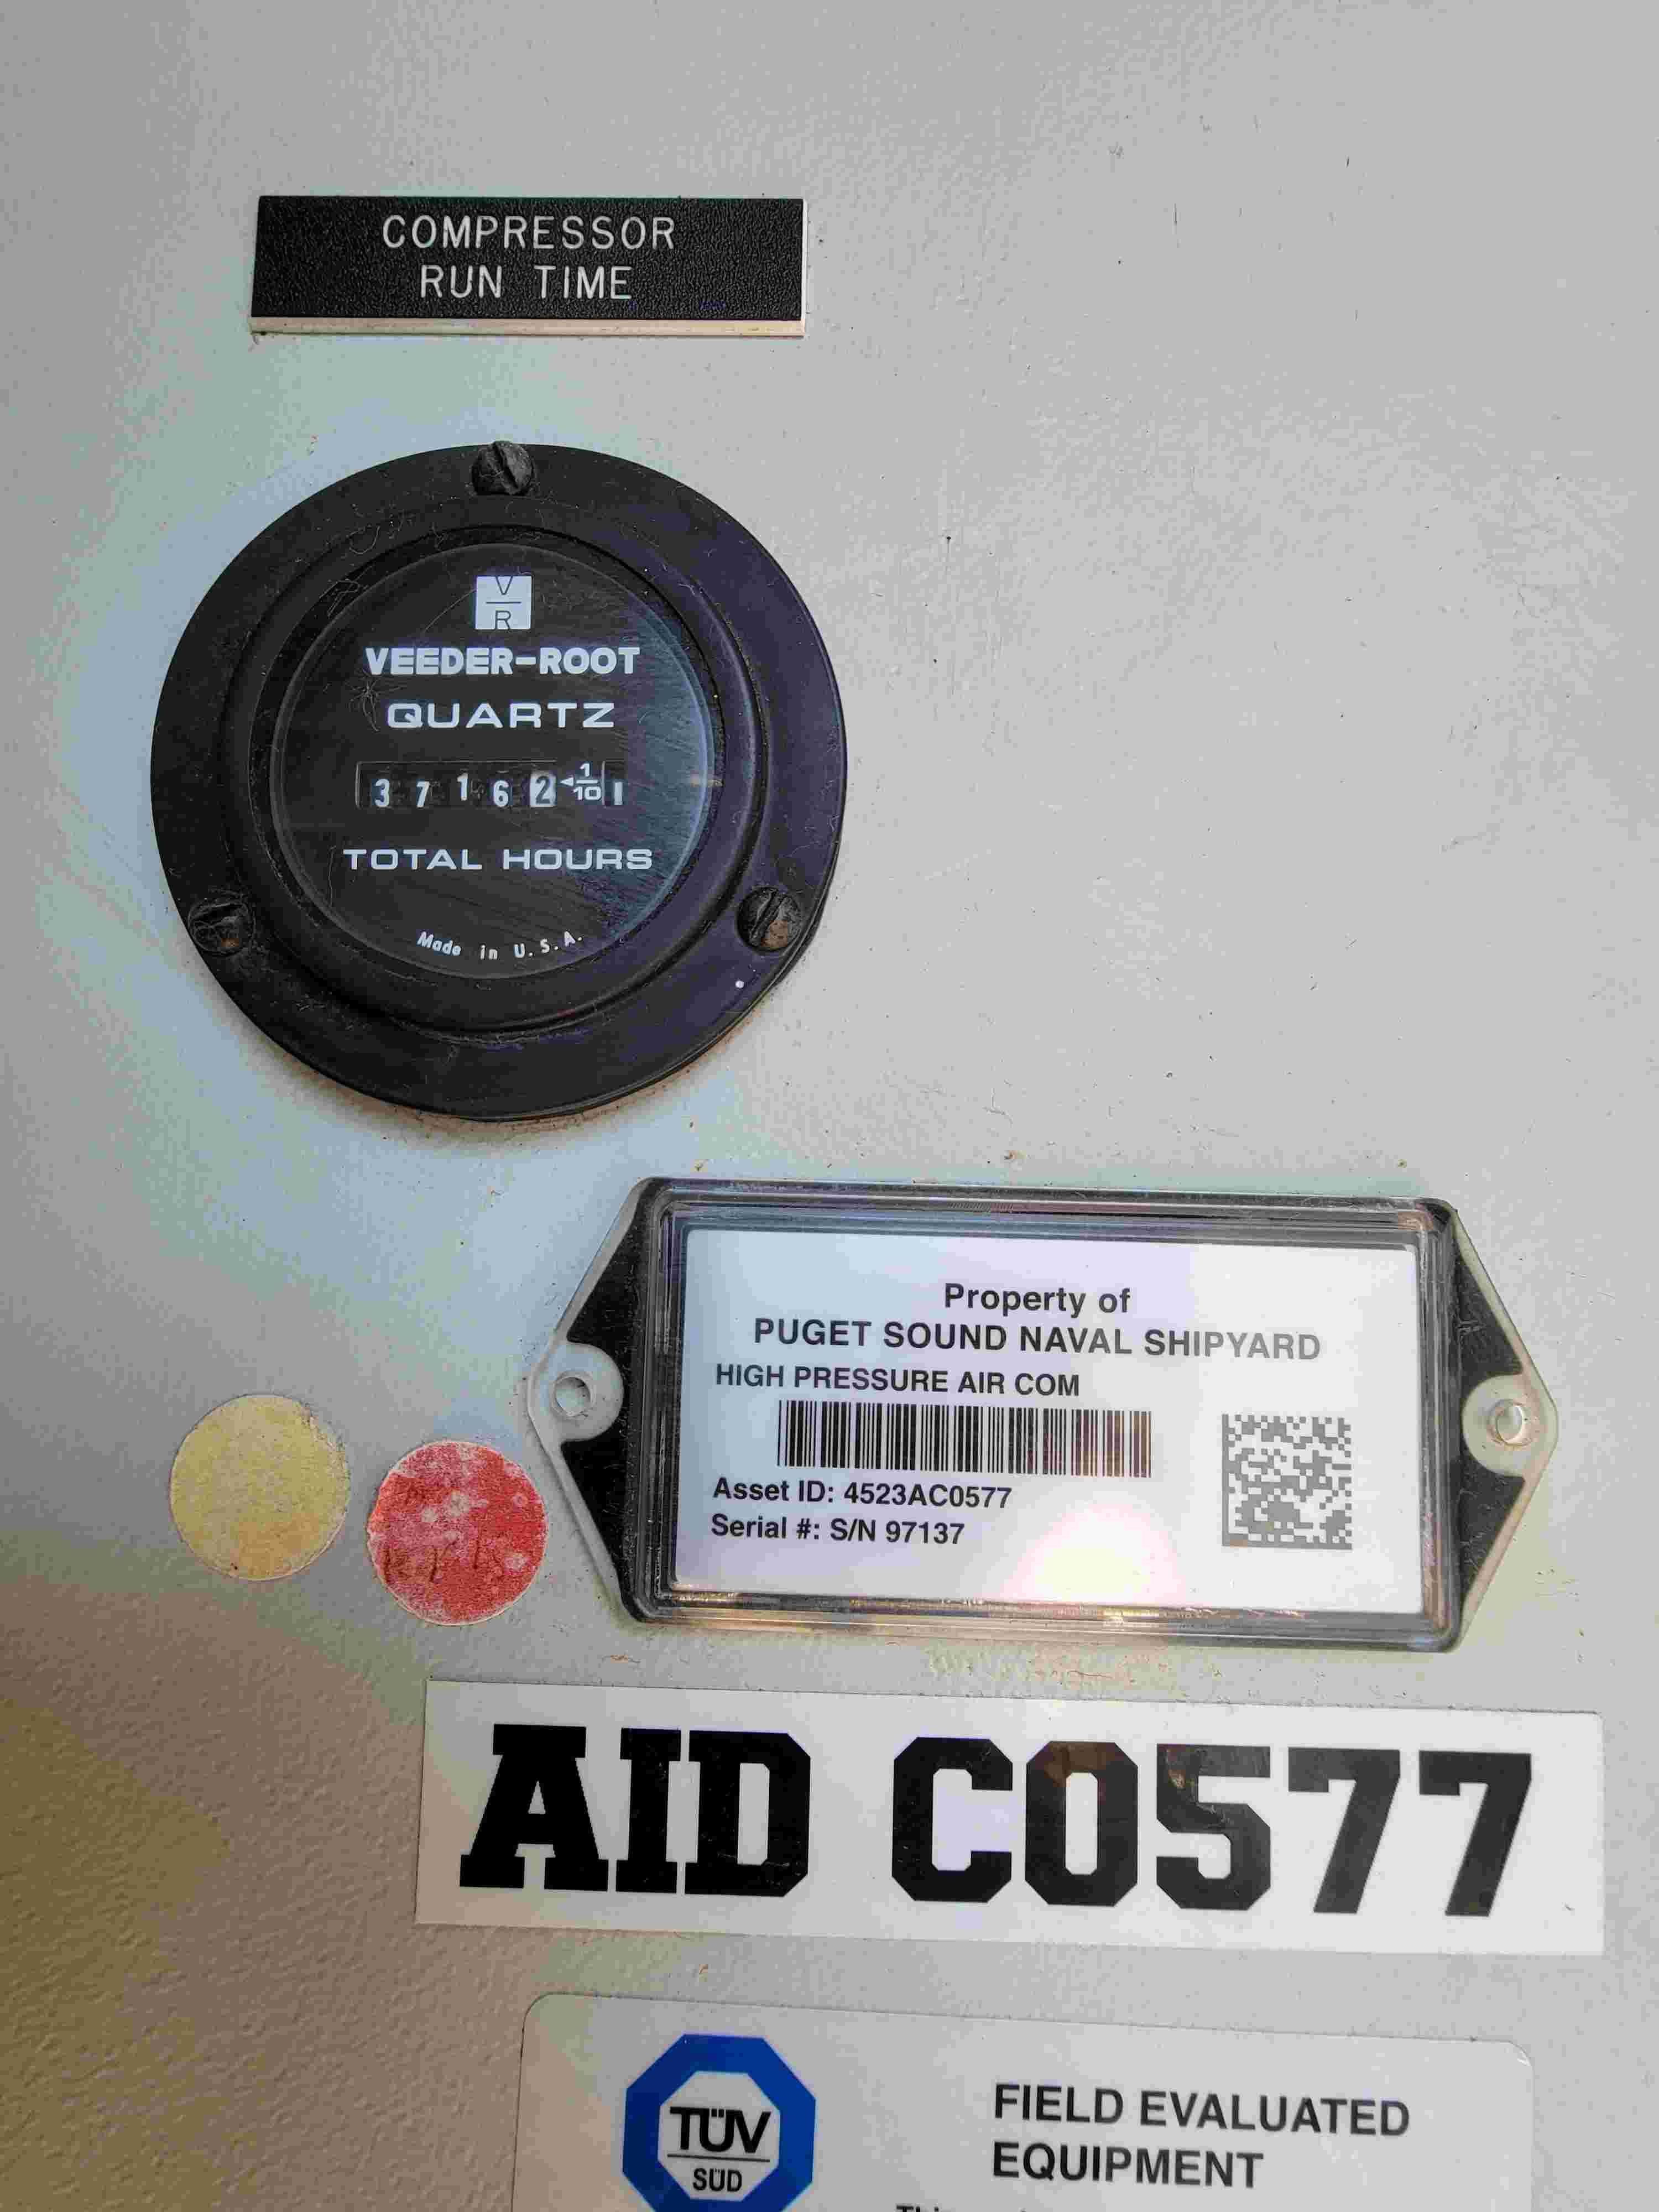 COMPRESSOR
RUN TIME
V
R
VEEDER-ROOT
QUARTZ
3 7 1 6 2 1/10
TOTAL HOURS
Made in U.S.A.
Property of
PUGET SOUND NAVAL SHIPYARD
HIGH PRESSURE AIR COM
Asset ID: 4523AC0577
Serial #: S/N 97137
AID C0577
TÜV
SÜD
FIELD EVALUATED
EQUIPMENT